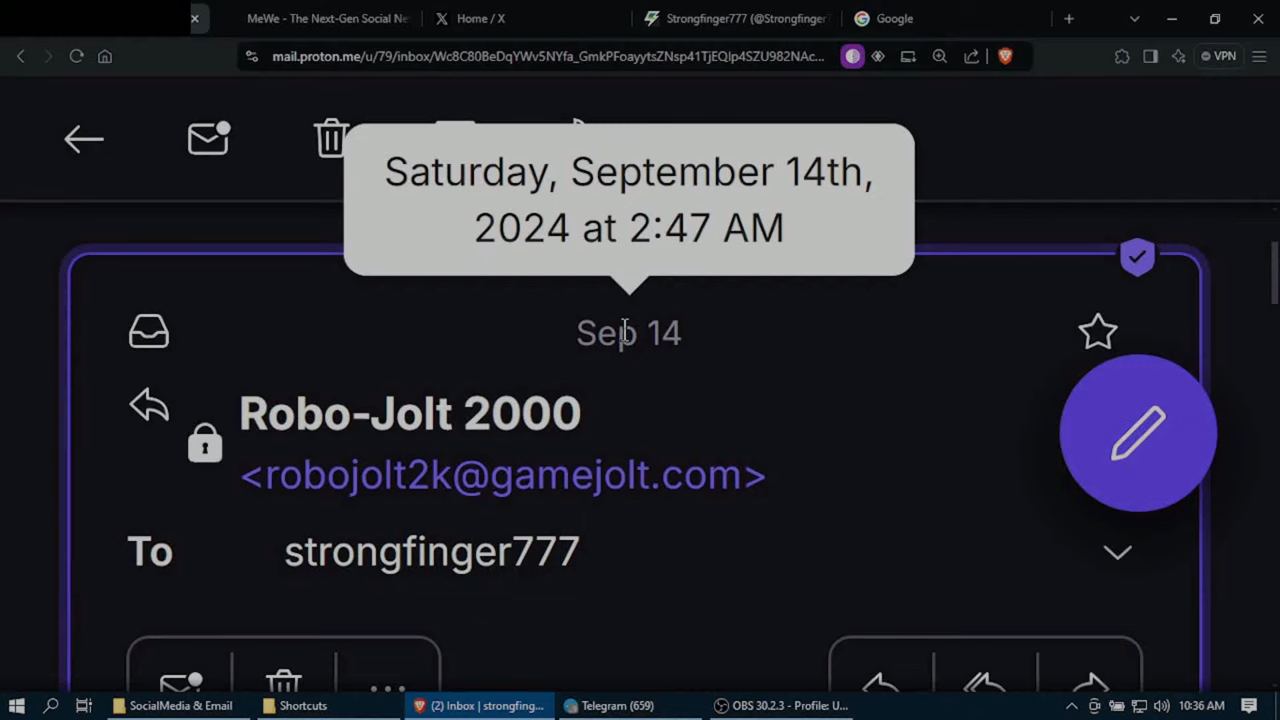 MeWe - The Next-Gen Social Ne
Home / X
Strongfinger777 (@Strongfinger7
Google
mail.proton.me/u/79/inbox/Wc8C80BeDqYWv5NYfa_GmkPFoayytsZNsp41TjEQIp4SZU982NAc...
VPN
Saturday, September 14th,
2024 at 2:47 AM
Sep 14
Robo-Jolt 2000
<robojolt2k@gamejolt.com>
To strongfinger777
SocialMedia & Email
Shortcuts
(2) Inbox | strongfing...
Telegram (659)
OBS 30.2.3 - Profile: U...
10:36 AM